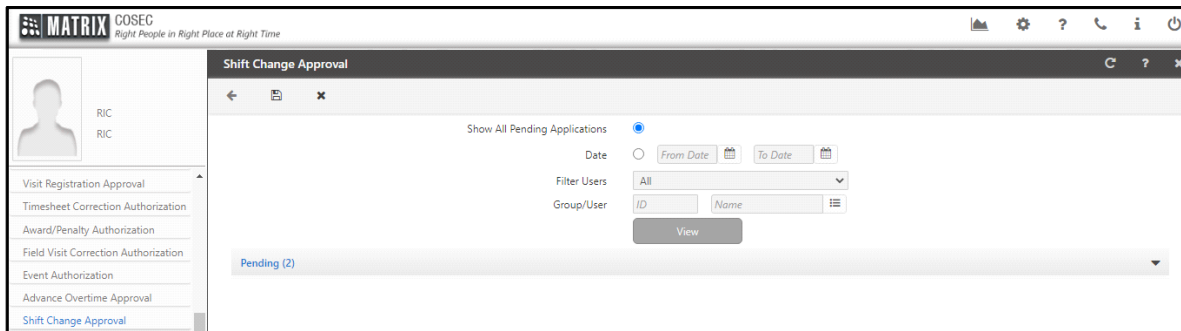 MATRIX COSEC
Right People in Right Place at Right Time
RIC
RIC
Visit Registration Approval
Timesheet Correction Authorization
Award/Penalty Authorization
Field Visit Correction Authorization
Event Authorization
Advance Overtime Approval
Shift Change Approval
Shift Change Approval
Show All Pending Applications
Date From Date To Date
Filter Users All
Group/User ID Name
View
Pending (2)